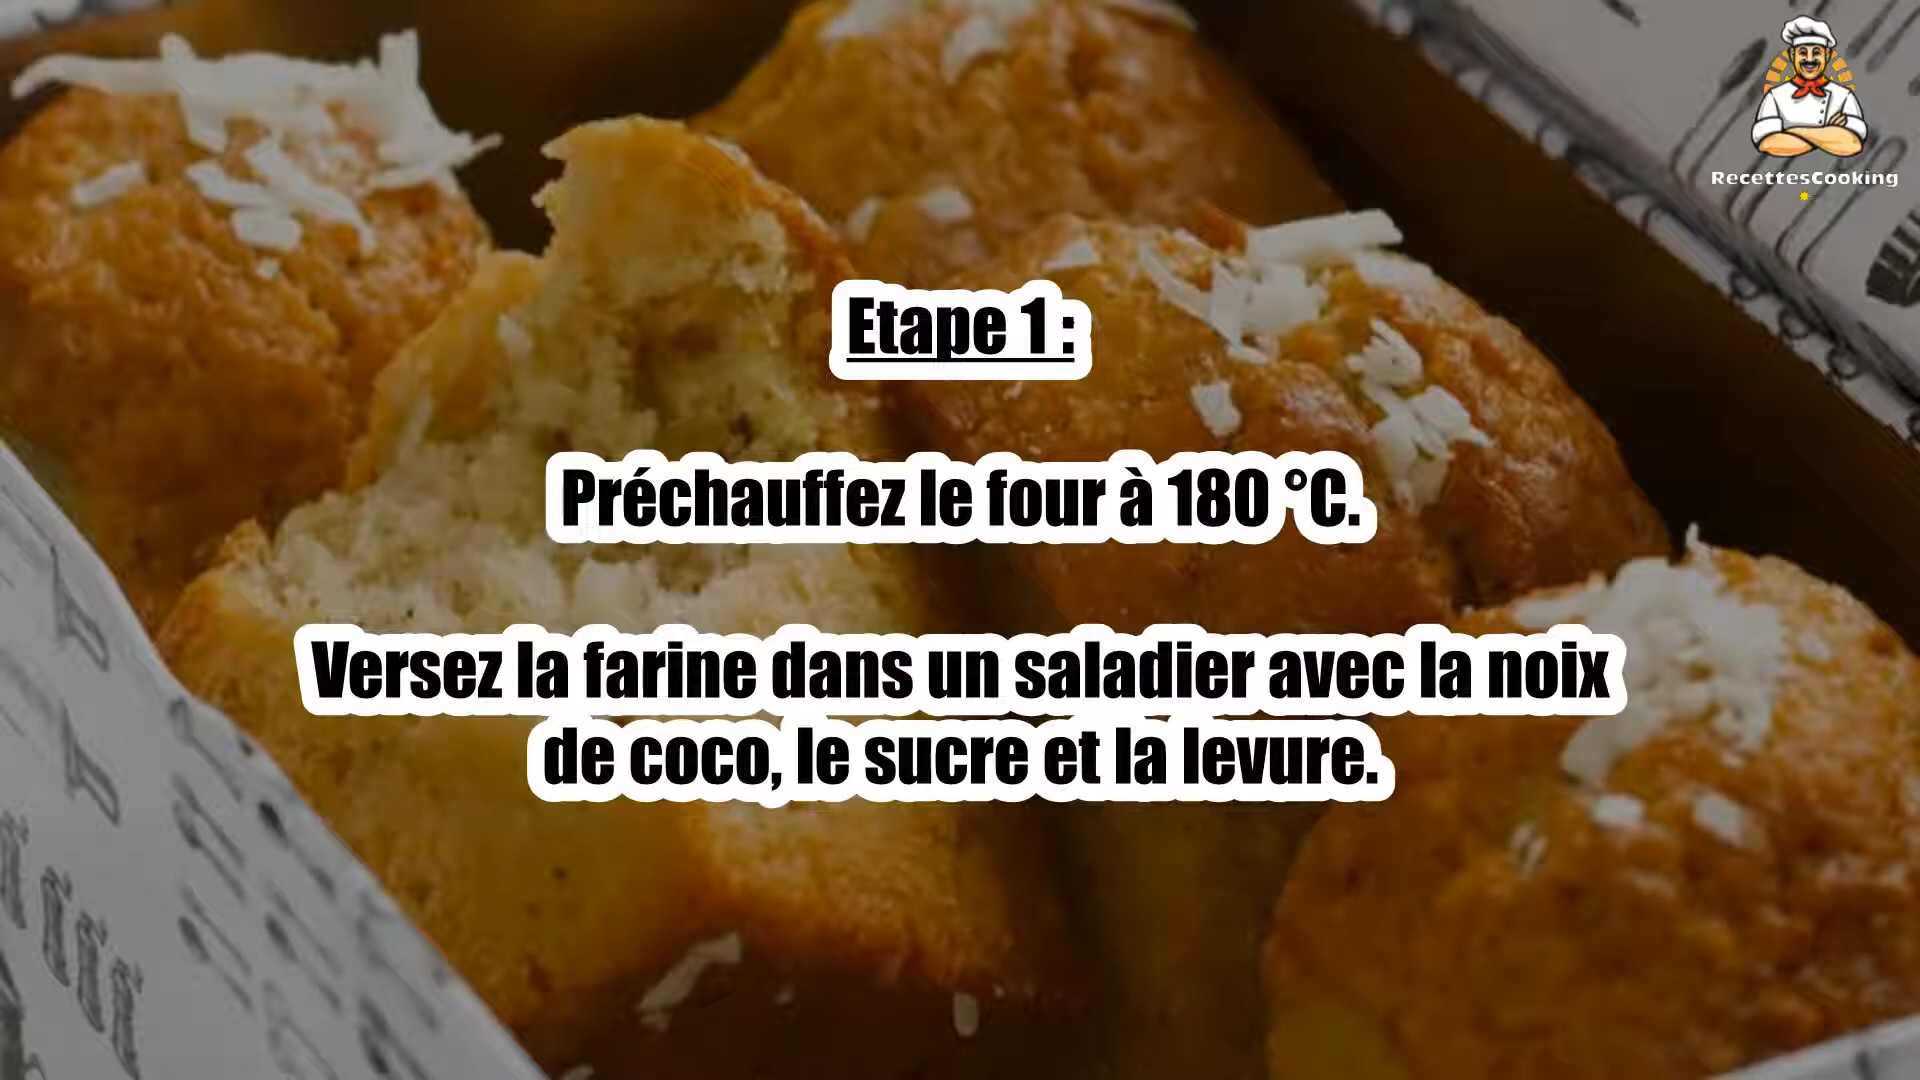 RecettesCooking
Etape 1 :
Préchauffez le four à 180 °C.
Versez la farine dans un saladier avec la noix
de coco, le sucre et la levure.